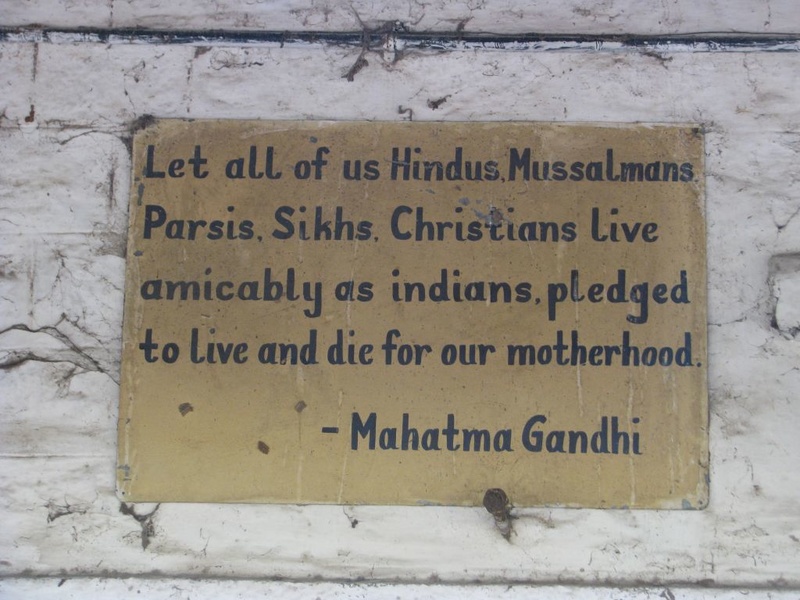 Let all of us Hindus, Mussalmans,
Parsis, Sikhs, Christians live
amicably as indians, pledged
to live and die for our motherhood.
- Mahatma Gandhi